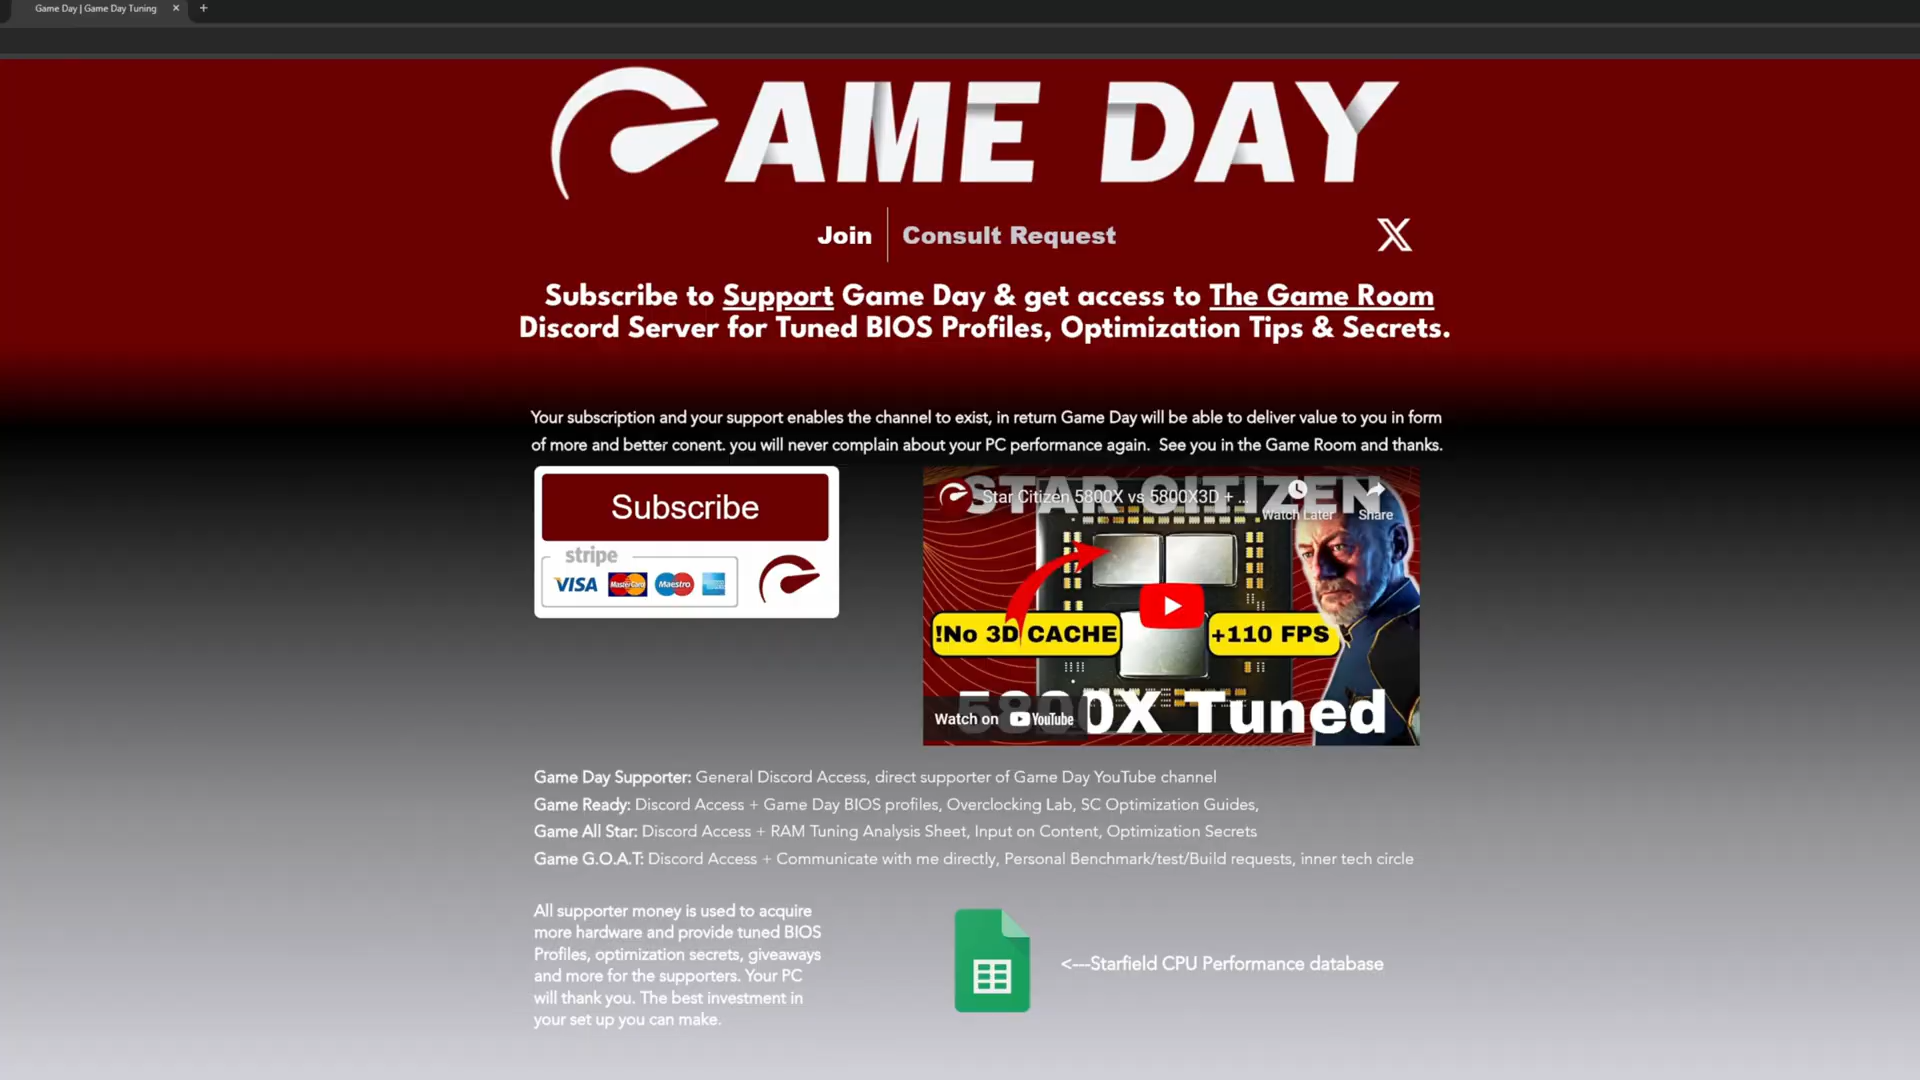 Game Day | Game Day Tuning
GAME DAY
Join
Consult Request
X
Subscribe to Support Game Day & get access to The Game Room
Discord Server for Tuned BIOS Profiles, Optimization Tips & Secrets.
Your subscription and your support enables the channel to exist, in return Game Day will be able to deliver value to you in form
of more and better conent. you will never complain about your PC performance again. See you in the Game Room and thanks.
Subscribe
stripe
VISA MasterCard Maestro
STAR CITIZEN
Star Citizen 5800X vs 5800X3D + ...
Watch Later
Share
!No 3D CACHE
+110 FPS
5800X Tuned
Watch on YouTube
Game Day Supporter: General Discord Access, direct supporter of Game Day YouTube channel
Game Ready: Discord Access + Game Day BIOS profiles, Overclocking Lab, SC Optimization Guides,
Game All Star: Discord Access + RAM Tuning Analysis Sheet, Input on Content, Optimization Secrets
Game G.O.A.T: Discord Access + Communicate with me directly, Personal Benchmark/test/Build requests, inner tech circle
All supporter money is used to acquire
more hardware and provide tuned BIOS
Profiles, optimization secrets, giveaways
and more for the supporters. Your PC
will thank you. The best investment in
your set up you can make.
<---Starfield CPU Performance database